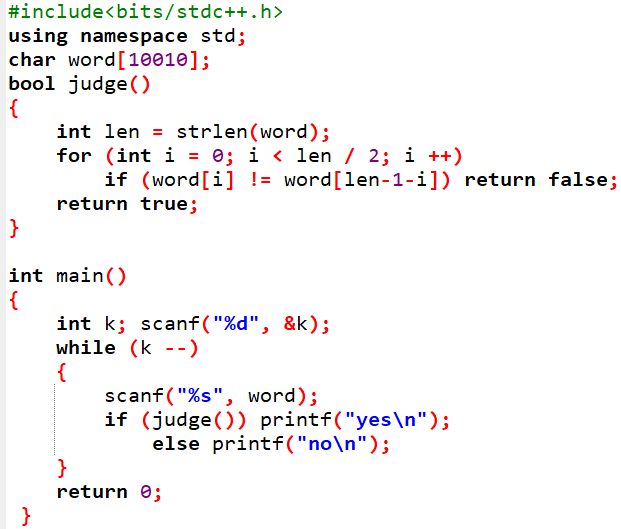 #include<bits/stdc++.h>
using namespace std;
char word[10010];
bool judge()
{
    int len = strlen(word);
    for (int i = 0; i < len / 2; i ++)
        if (word[i] != word[len-1-i]) return false;
    return true;
}

int main()
{
    int k; scanf("%d", &k);
    while (k --)
    {
        scanf("%s", word);
        if (judge()) printf("yes\n");
            else printf("no\n");
    }
    return 0;
 }